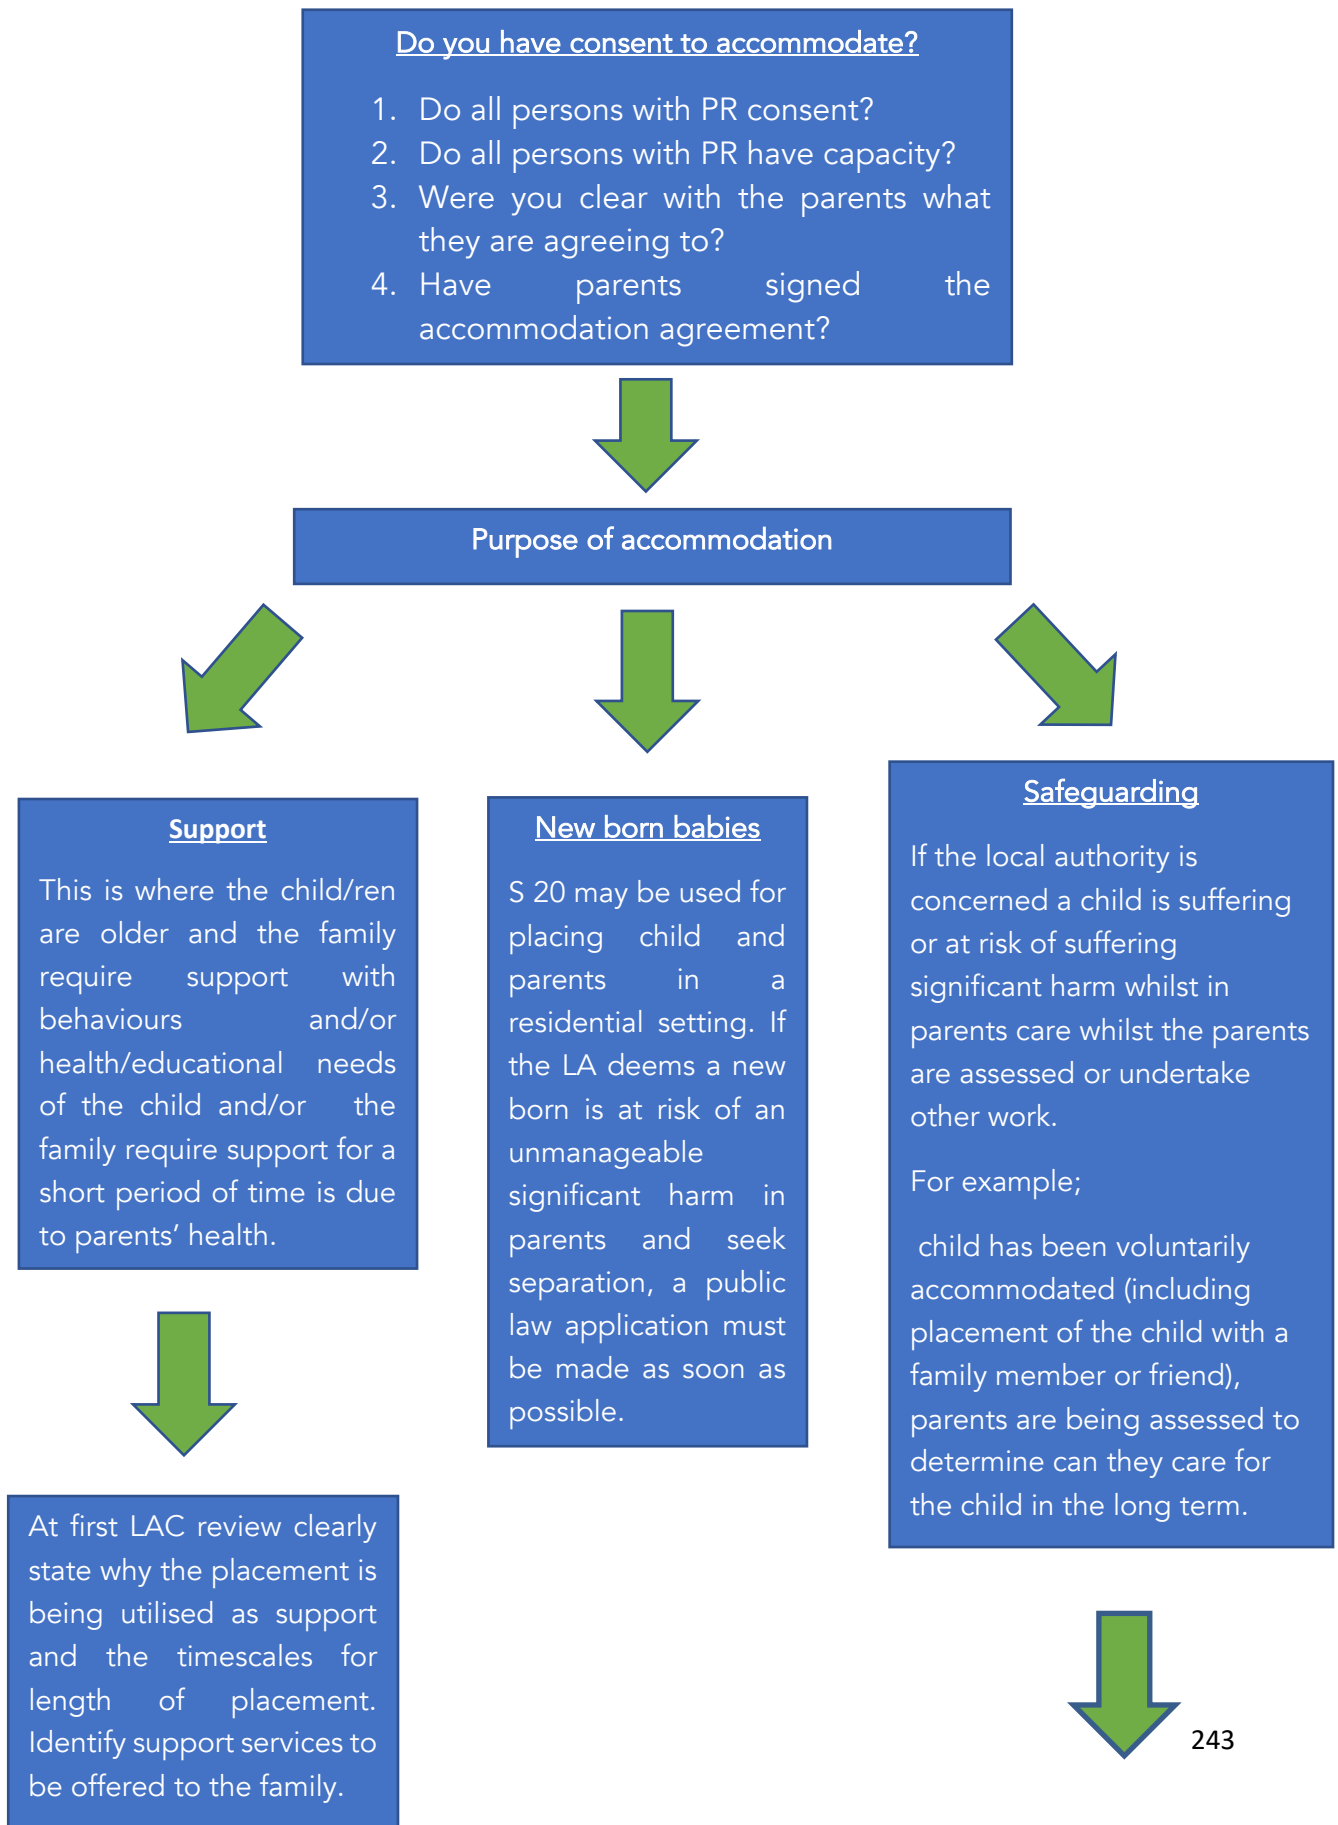 Do you have consent to accommodate?
1. Do all persons with PR consent?
2. Do all persons with PR have capacity?
3. Were you clear with the parents what
they are agreeing to?
4. Have parents signed the
accommodation agreement?
Purpose of accommodation
Support
This is where the child/ren
are older and the family
require support with
behaviours and/or
health/educational needs
of the child and/or the
family require support for a
short period of time is due
to parents’ health.
New born babies
S 20 may be used for
placing child and
parents in a
residential setting. If
the LA deems a new
born is at risk of an
unmanageable
significant harm in
parents and seek
separation, a public
law application must
be made as soon as
possible.
Safeguarding
If the local authority is
concerned a child is suffering
or at risk of suffering
significant harm whilst in
parents care whilst the parents
are assessed or undertake
other work.
For example;
child has been voluntarily
accommodated (including
placement of the child with a
family member or friend),
parents are being assessed to
determine can they care for
the child in the long term.
At first LAC review clearly
state why the placement is
being utilised as support
and the timescales for
length of placement.
Identify support services to
be offered to the family.
243